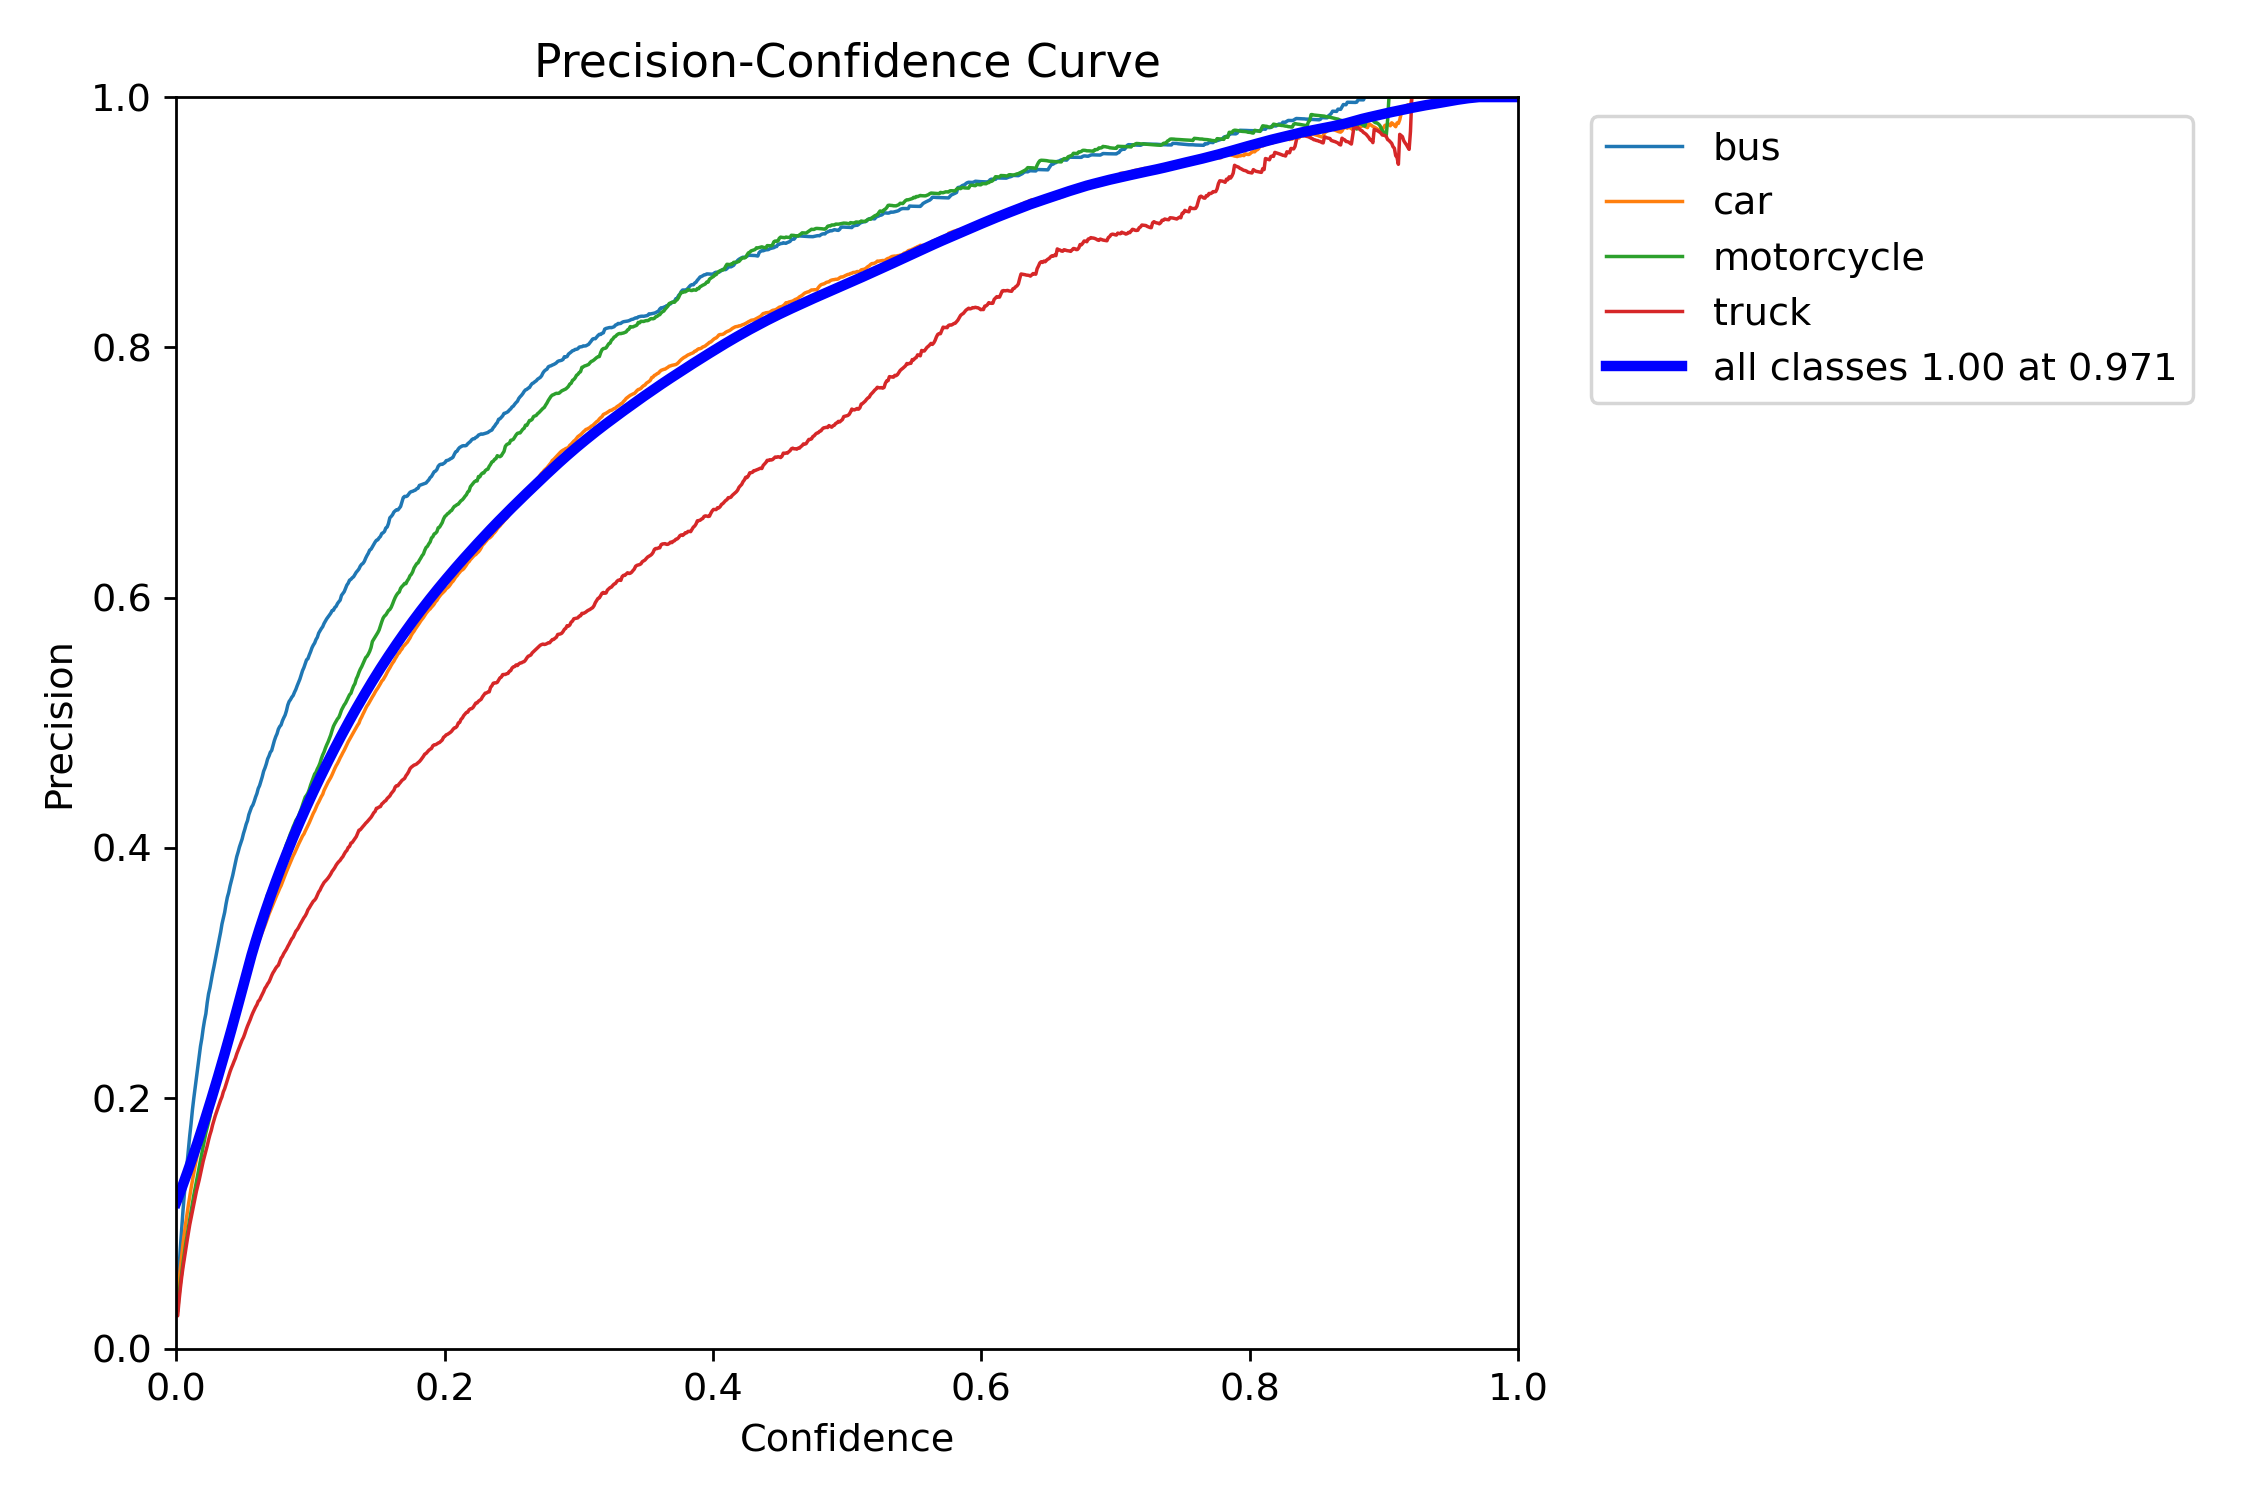 Precision-Confidence Curve
1.0
0.8
0.6
0.4
0.2
0.0
Precision
0.0 0.2 0.4 0.6 0.8 1.0
Confidence
bus
car
motorcycle
truck
all classes 1.00 at 0.971